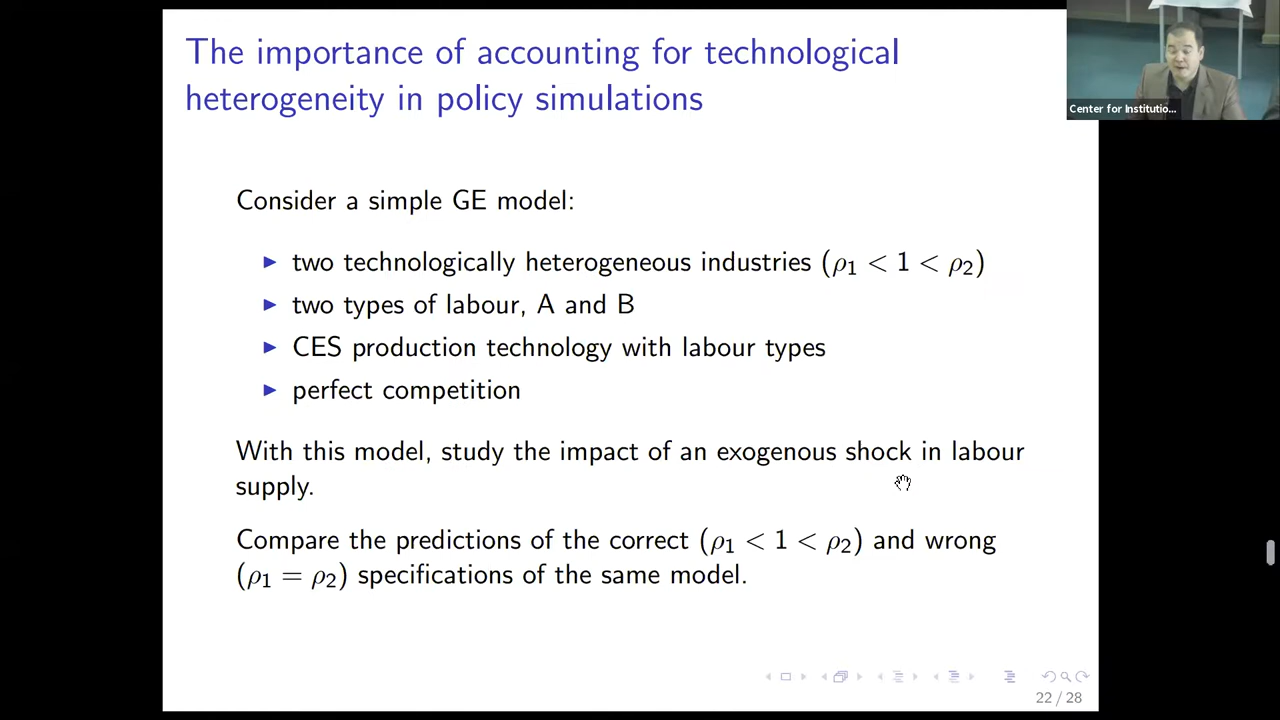 The importance of accounting for technological
heterogeneity in policy simulations
Center for Institutio...
Consider a simple GE model:
▶ two technologically heterogeneous industries (ρ₁ < 1 < ρ₂)
▶ two types of labour, A and B
▶ CES production technology with labour types
▶ perfect competition
With this model, study the impact of an exogenous shock in labour
supply.
Compare the predictions of the correct (ρ₁ < 1 < ρ₂) and wrong
(ρ₁ = ρ₂) specifications of the same model.
22 / 28